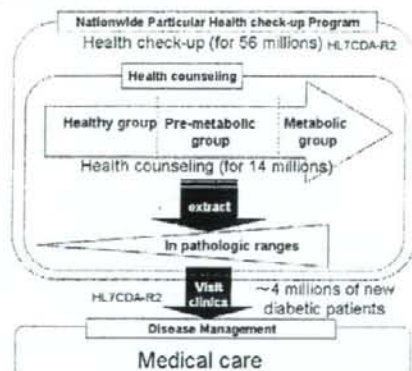 Nationwide Particular Health check-up Program
Health check-up (for 56 millions) HL7CDA-R2
Health counseling
Healthy group Pre-metabolic group Metabolic group
Health counseling (for 14 millions)
extract
In pathologic ranges
HL7CDA-R2 Visit clinics ~4 millions of new diabetic patients
Disease Management
Medical care